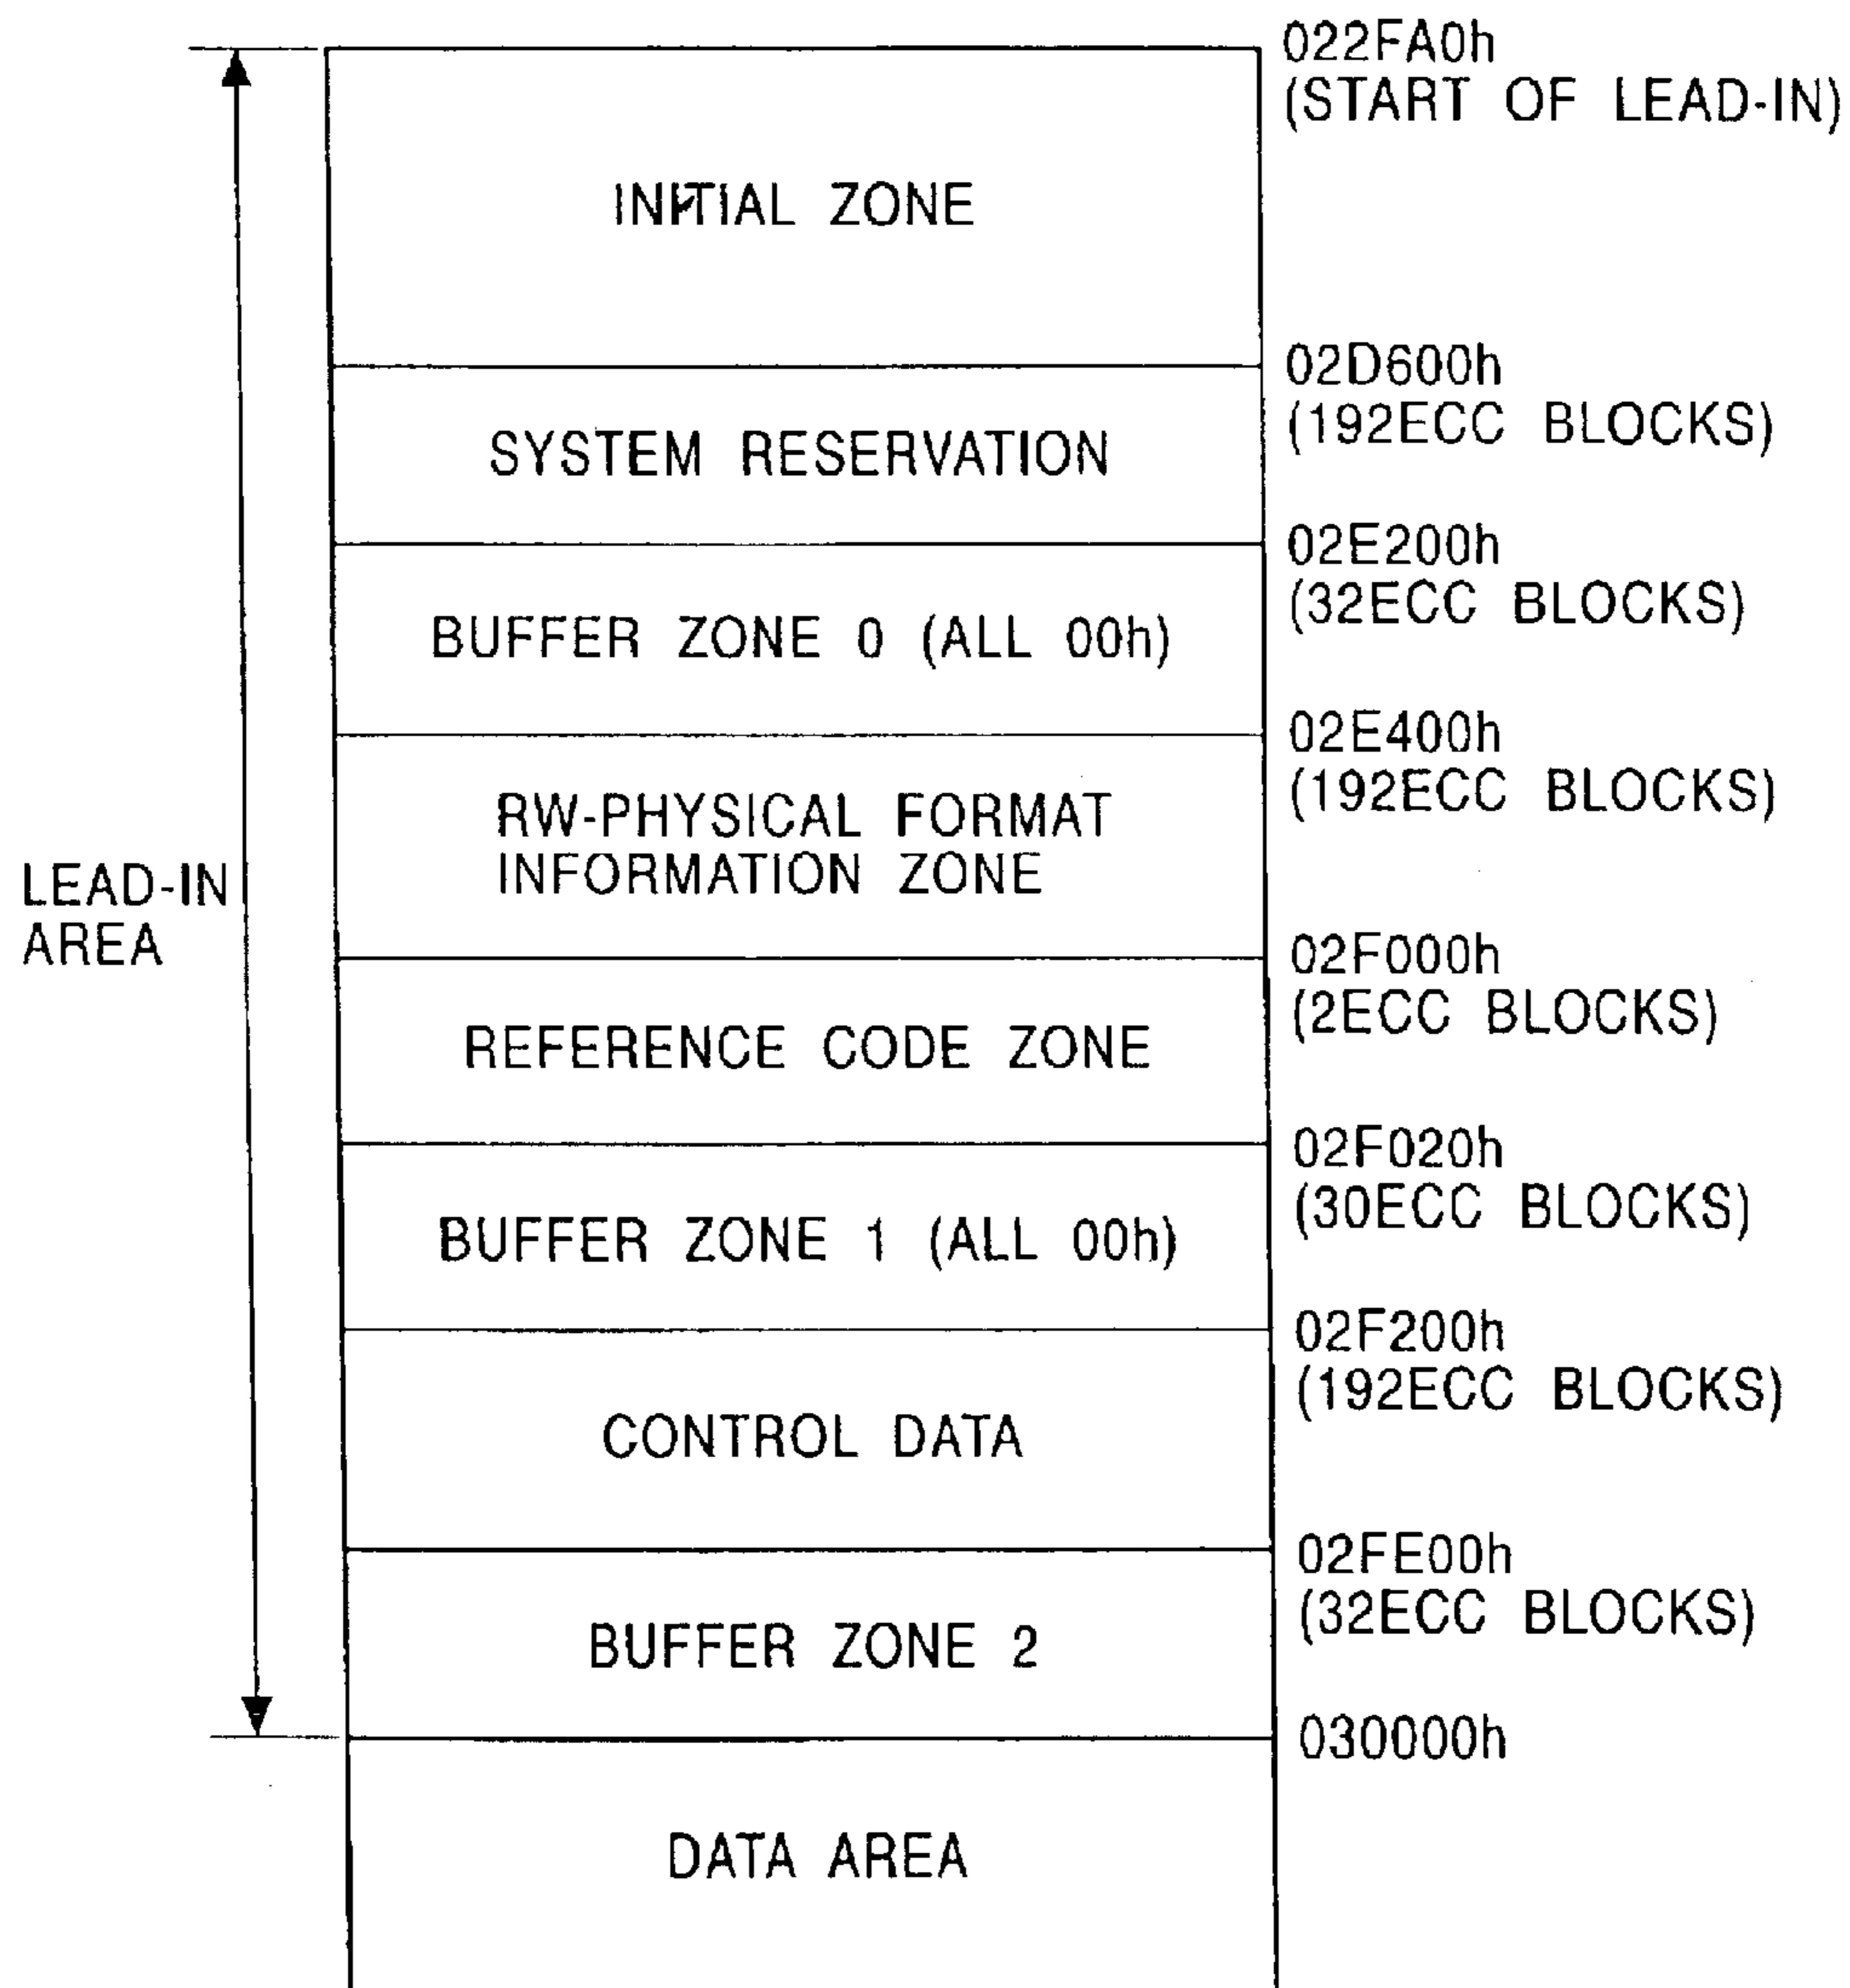 022FA0h
(START OF LEAD-IN)
INITIAL ZONE
02D600h
(192ECC BLOCKS)
SYSTEM RESERVATION
02E200h
(32ECC BLOCKS)
BUFFER ZONE 0 (ALL 00h)
02E400h
(192ECC BLOCKS)
RW-PHYSICAL FORMAT
INFORMATION ZONE
LEAD-IN
AREA
02F000h
(2ECC BLOCKS)
REFERENCE CODE ZONE
02F020h
(30ECC BLOCKS)
BUFFER ZONE 1 (ALL 00h)
02F200h
(192ECC BLOCKS)
CONTROL DATA
02FE00h
(32ECC BLOCKS)
BUFFER ZONE 2
030000h
DATA AREA